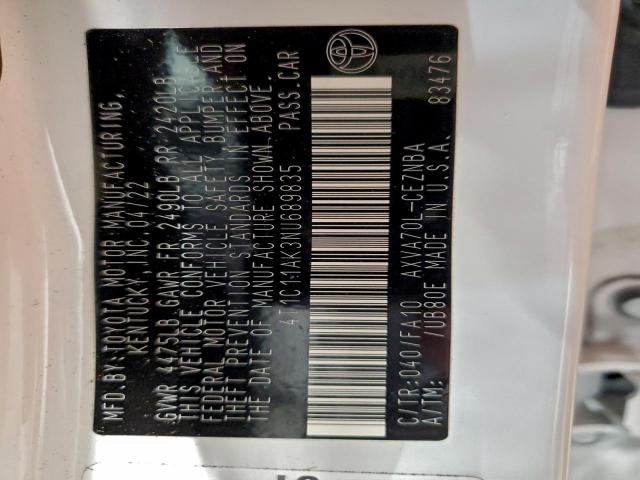 MFD BY: TOYOTA MOTOR MANUFACTURING,
KENTUCKY, INC 04/22
GVWR 4475LB GAWR FR 2490LB RR 2420LB
THIS VEHICLE CONFORMS TO ALL APPLICABLE
FEDERAL MOTOR VEHICLE SAFETY, BUMPER, AND
THEFT PREVENTION STANDARDS IN EFFECT ON
THE DATE OF MANUFACTURE SHOWN ABOVE.
4T1C11AK3NU689835 PASS.CAR
C/TR:040/FA10 AXVA70L-CEZNBA
A/TM: /UB80E MADE IN U.S.A. 83476